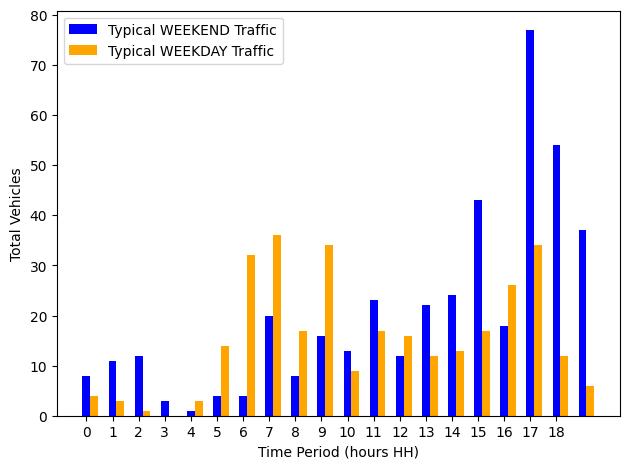 Typical WEEKEND Traffic
Typical WEEKDAY Traffic
80
70
60
50
40
30
20
10
0
Total Vehicles
0 1 2 3 4 5 6 7 8 9 10 11 12 13 14 15 16 17 18
Time Period (hours HH)